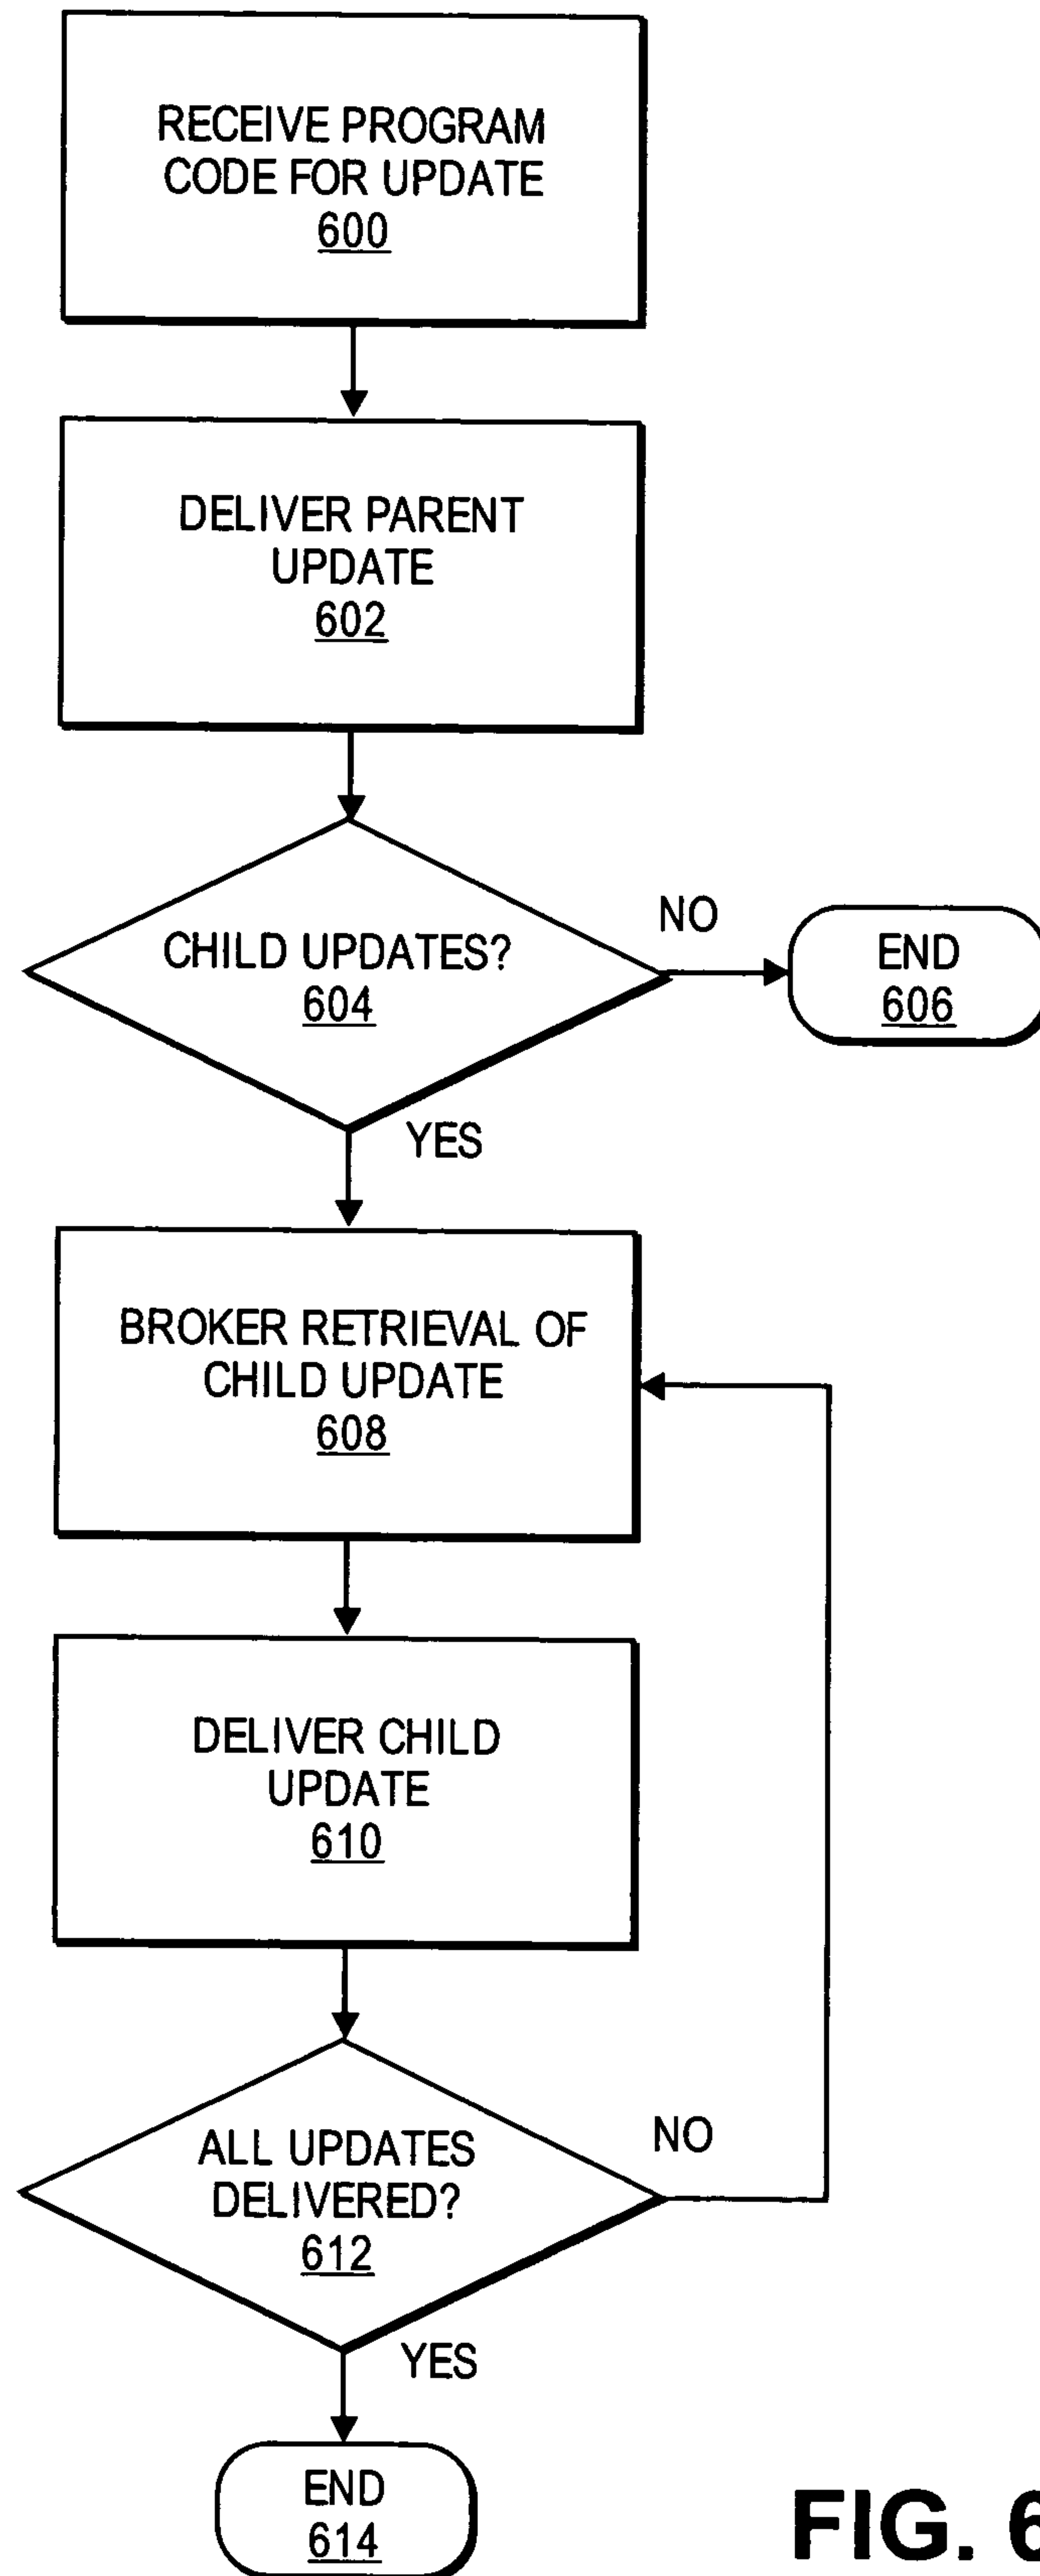 RECEIVE PROGRAM
CODE FOR UPDATE
600
DELIVER PARENT
UPDATE
602
CHILD UPDATES?
604
NO
END
606
YES
BROKER RETRIEVAL OF
CHILD UPDATE
608
DELIVER CHILD
UPDATE
610
ALL UPDATES
DELIVERED?
612
NO
YES
END
614
FIG. 6